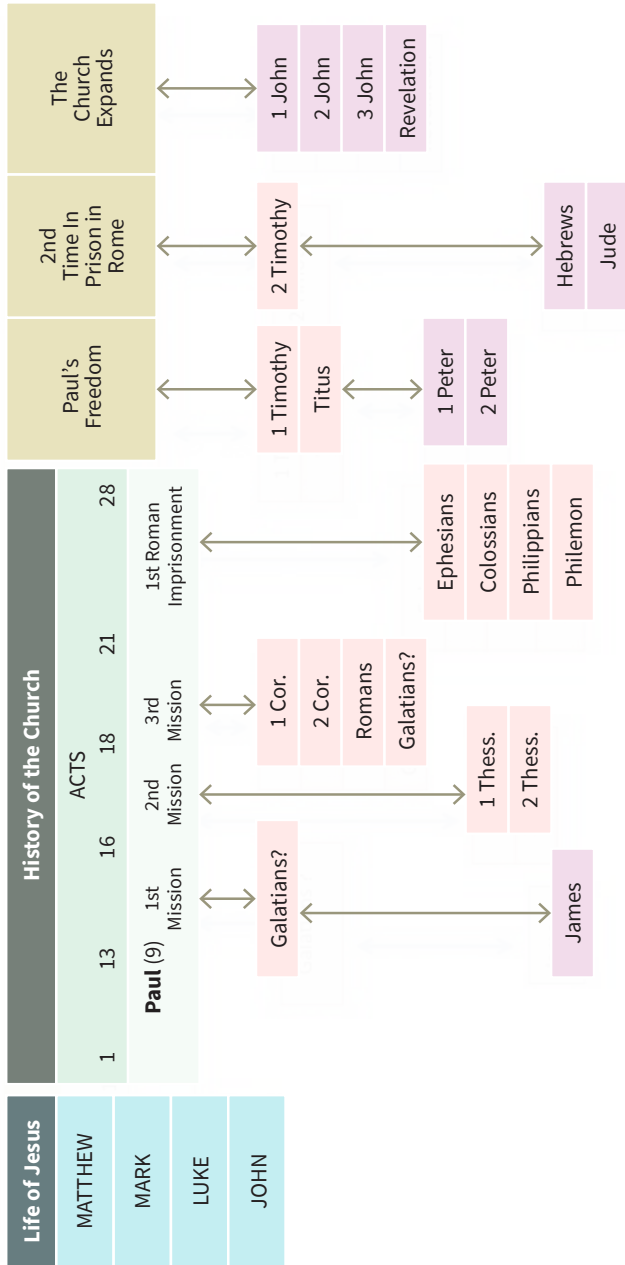 Life of Jesus
MATTHEW
MARK
LUKE
JOHN
History of the Church
ACTS
1 13 16 18 21 28
Paul (9)
1st
Mission
2nd
Mission
3rd
Mission
1st Roman
Imprisonment
Galatians?
James
1 Thess.
2 Thess.
1 Cor.
2 Cor.
Romans
Galatians?
Ephesians
Colossians
Philippians
Philemon
Paul's
Freedom
1 Timothy
Titus
1 Peter
2 Peter
2nd
Time In
Prison in
Rome
2 Timothy
Hebrews
Jude
The
Church
Expands
1 John
2 John
3 John
Revelation